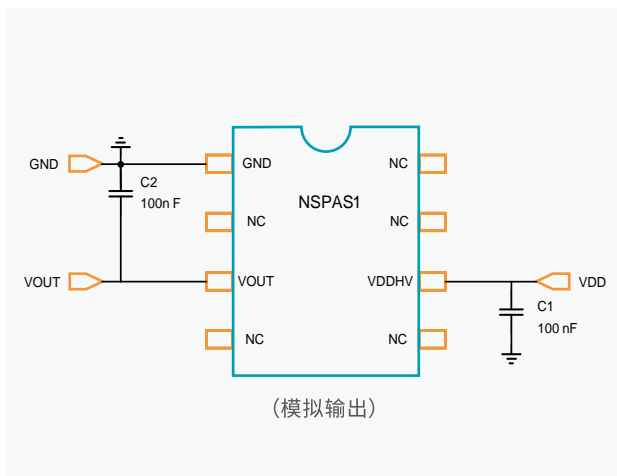 GND
C2
100n F
GND
NC
NSPAS1
NC
NC
VOUT
VOUT
VDDHV
VDD
C1
100 nF
NC
NC
NC
(模拟输出)